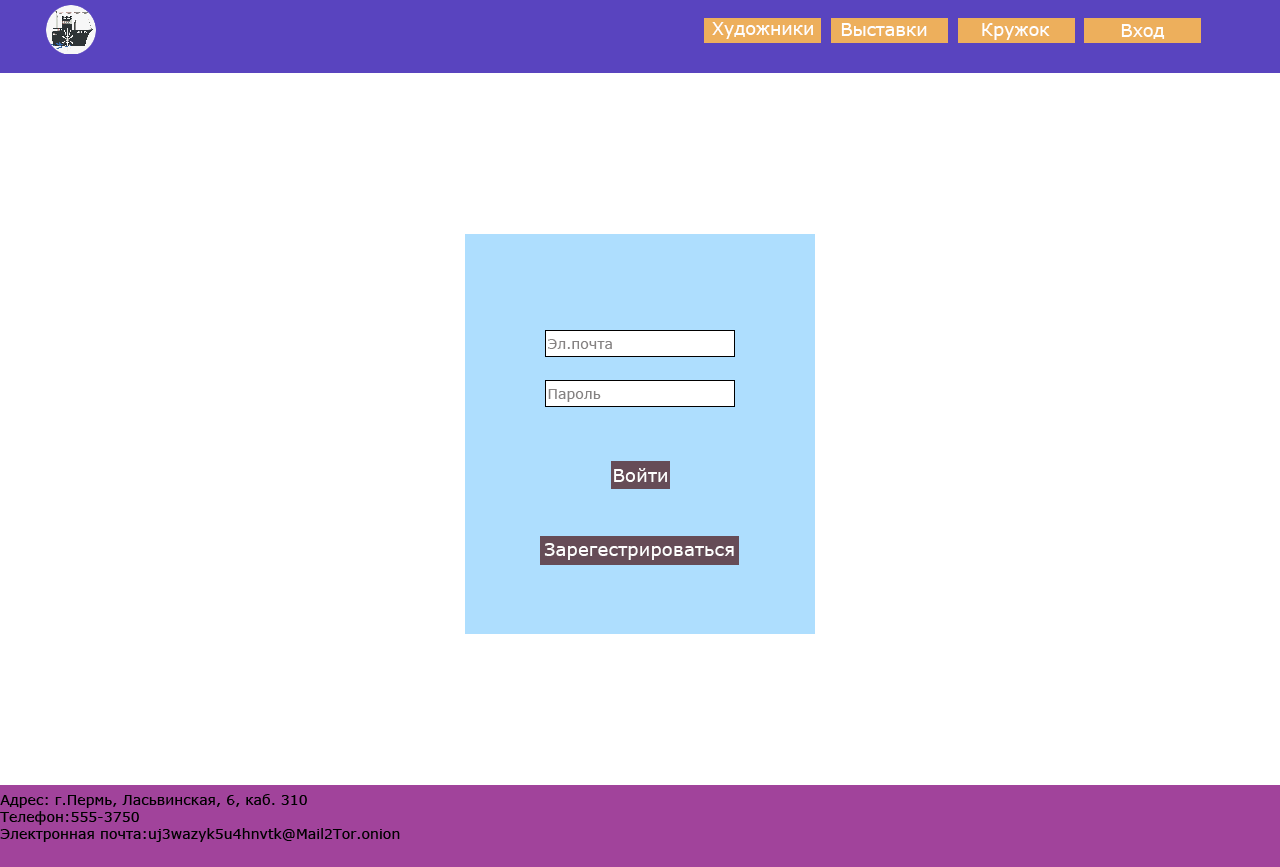 Художники Выставки Кружок Вход
Эл.почта
Пароль
Войти
Зарегестрироваться
Адрес: г.Пермь, Ласьвинская, 6, каб. 310
Телефон:555-3750
Электронная почта:uj3wazyk5u4hnvtk@Mail2Tor.onion